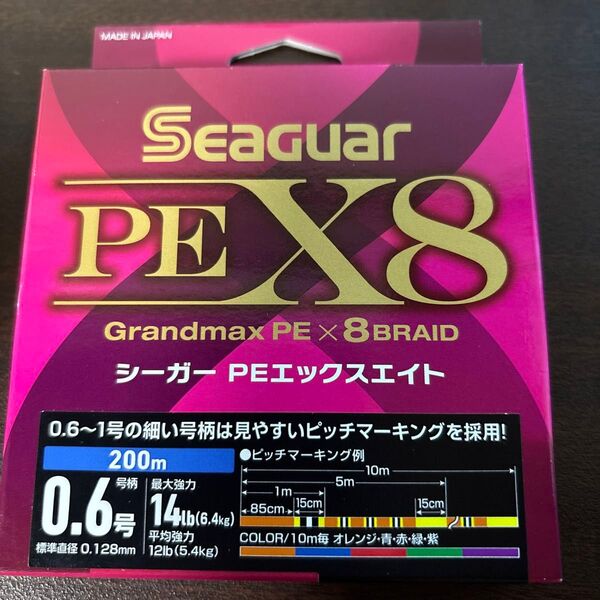 MADE IN JAPAN
SEAGUAR
PE X8
Grandmax PE×8BRAID
シーガー PEエックスエイト
0.6〜1号の細い号柄は見やすいピッチマーキングを採用!
200m
●ピッチマーキング例
号柄
0.6号
標準直径 0.128mm
最大強力
14lb(6.4kg)
平均強力
12lb(5.4kg)
10m
5m
1m
85cm
15cm
15cm
COLOR/10m毎 オレンジ・青・赤・緑・紫